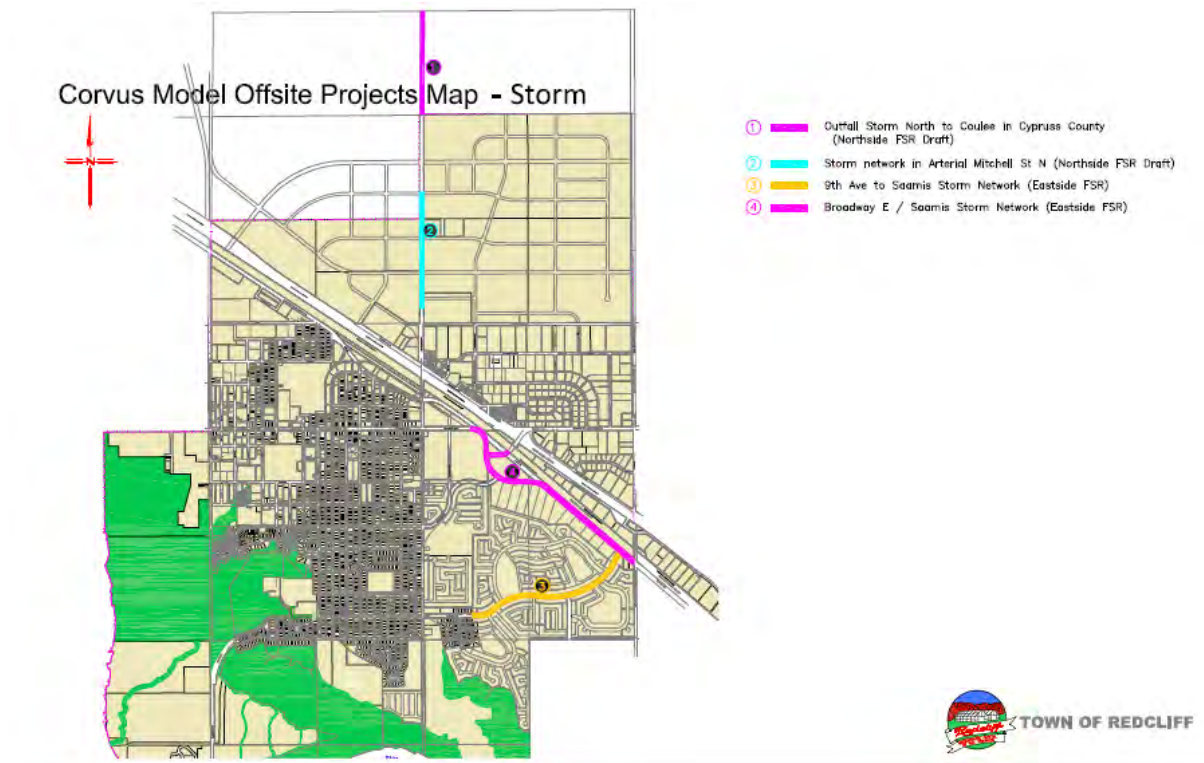 1
Corvus Model Offsite Projects Map - Storm
N
1 Outfall Storm North to Coulee in Cypruss County
(Northside FSR Draft)
2 Storm network in Arterial Mitchell St N (Northside FSR Draft)
3 9th Ave to Saamis Storm Network (Eastside FSR)
4 Broadway E / Saamis Storm Network (Eastside FSR)
2
4
3
Redcliff
TOWN OF REDCLIFF